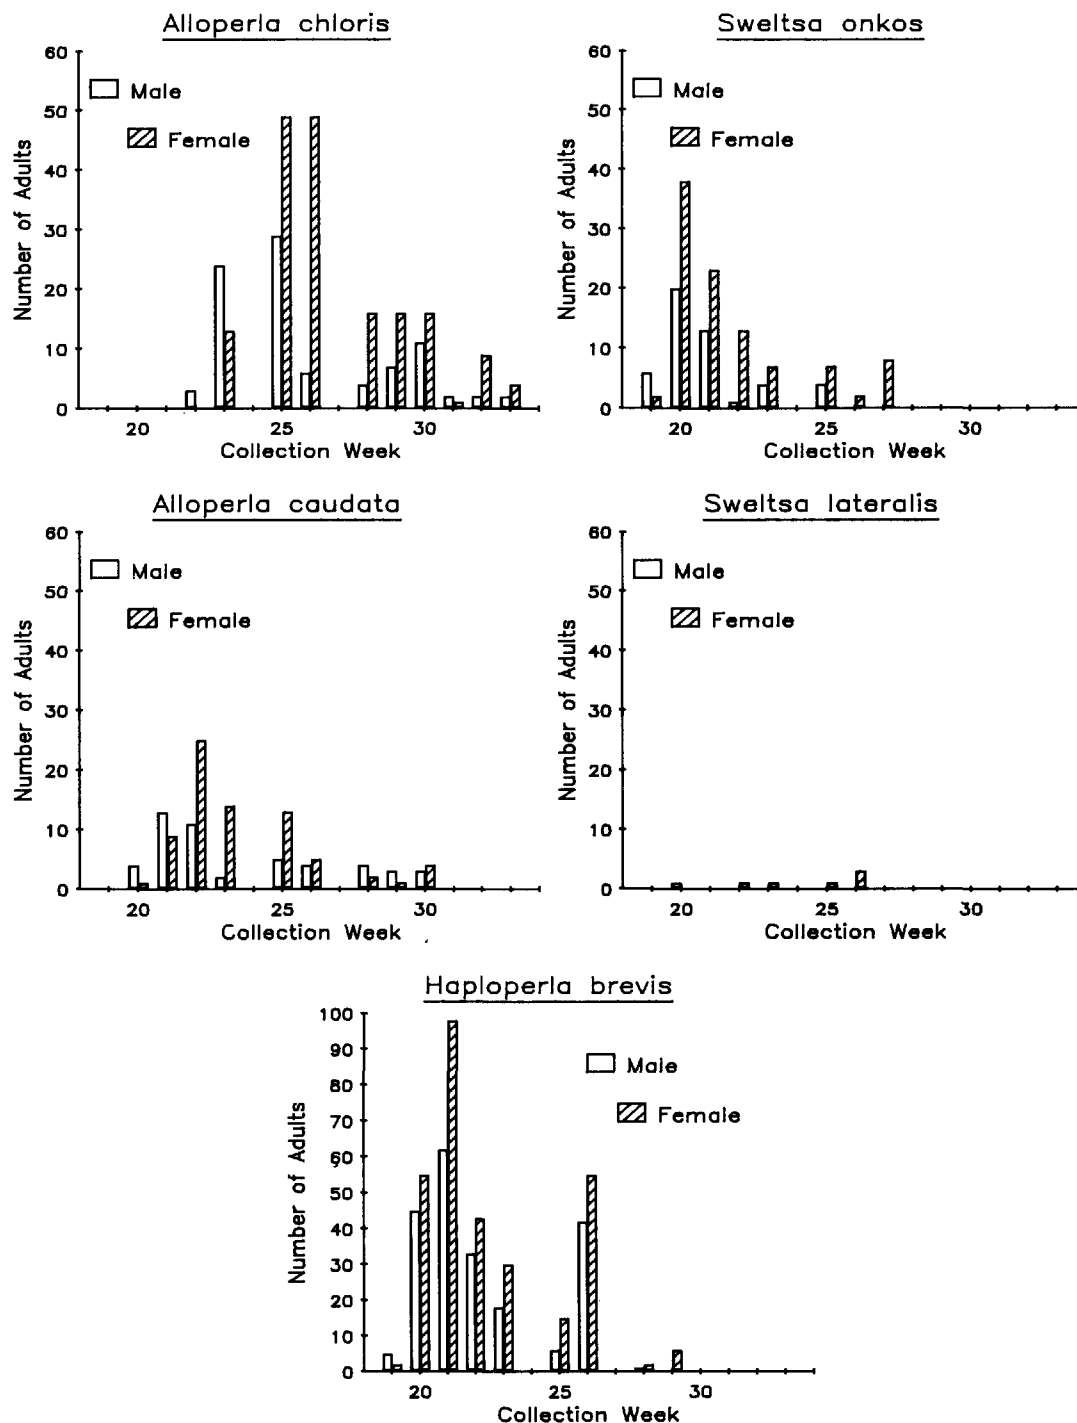 Alloperla chloris
60
50
40
30
20
10
0
Number of Adults
Male
Female
20 25 30
Collection Week
Sweltsa onkos
60
50
40
30
20
10
0
Number of Adults
Male
Female
20 25 30
Collection Week
Alloperla caudata
60
50
40
30
20
10
0
Number of Adults
Male
Female
20 25 30
Collection Week
Sweltsa lateralis
60
50
40
30
20
10
0
Number of Adults
Male
Female
20 25 30
Collection Week
Haploperla brevis
100
90
80
70
60
50
40
30
20
10
0
Number of Adults
Male
Female
20 25 30
Collection Week